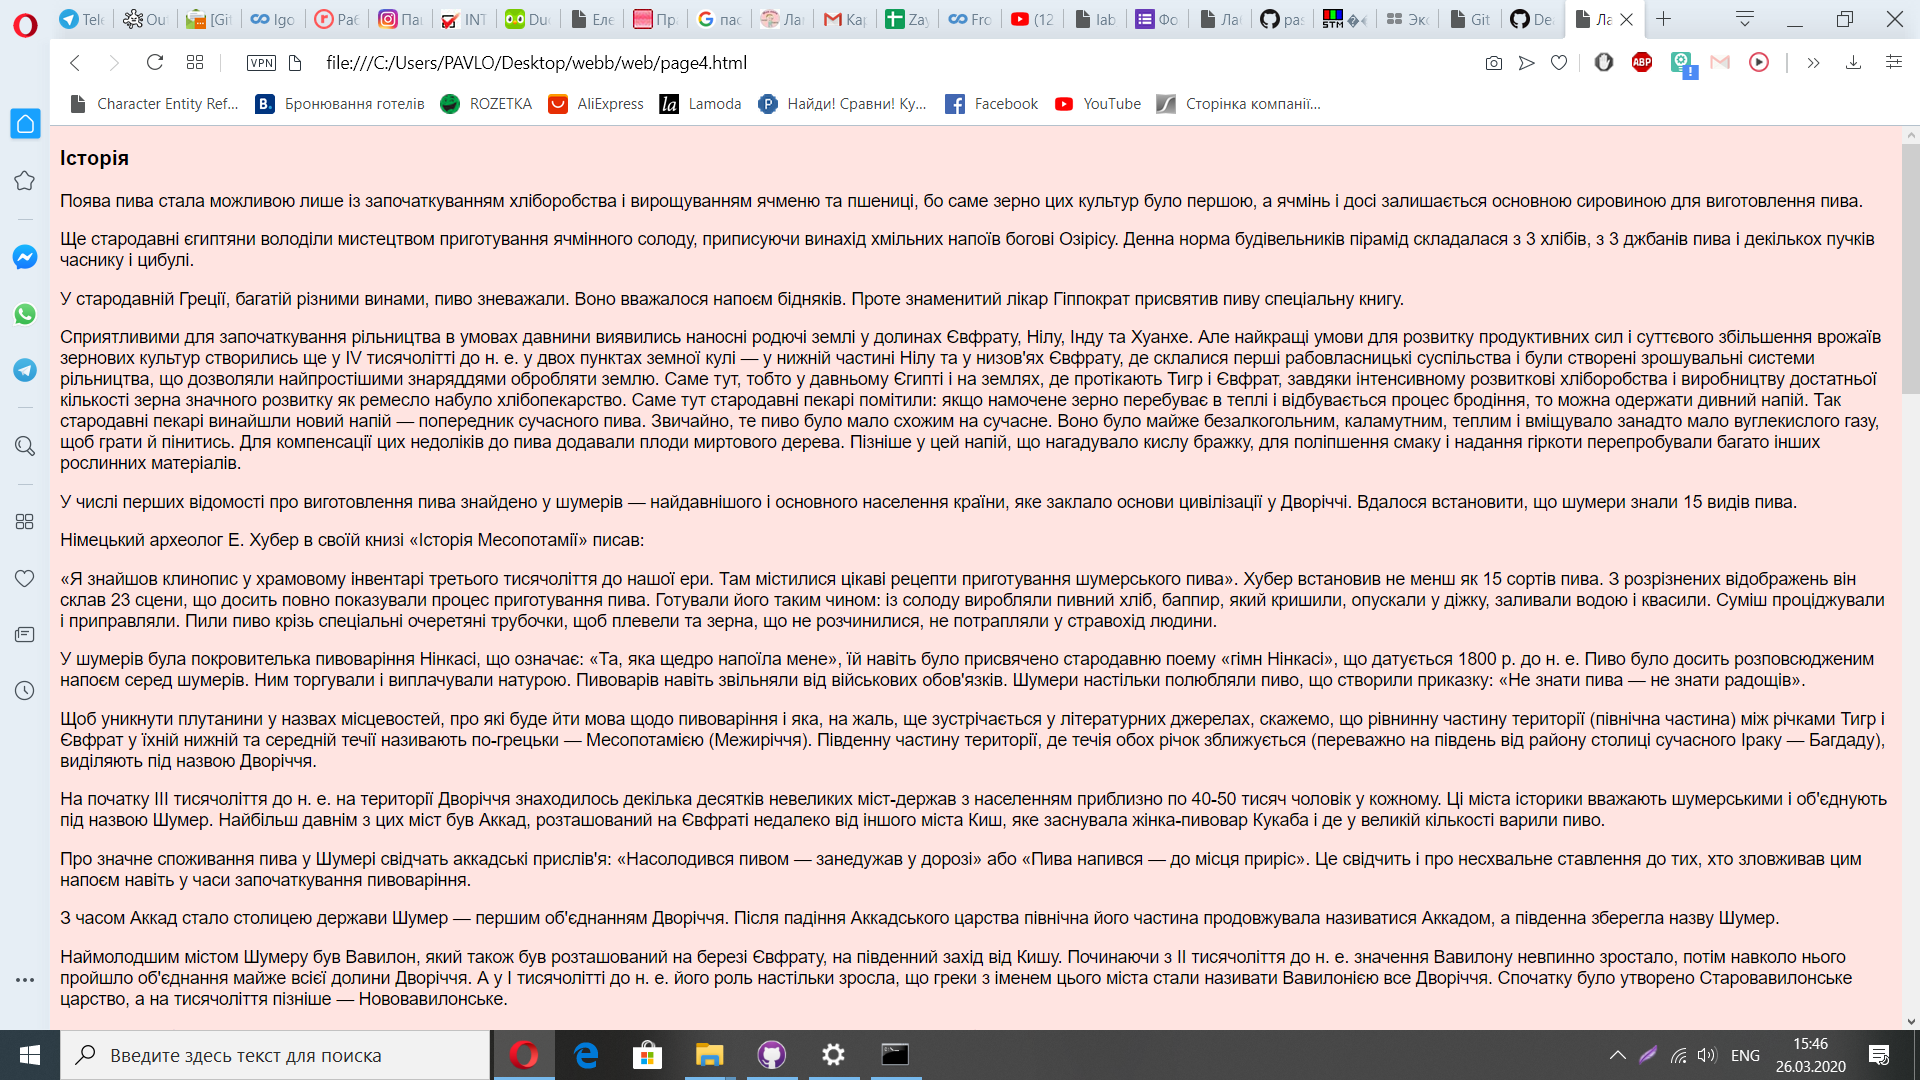 Tele
Our
[Git
Igo
Раб
Па
INT
Duo
Еле
Пра
пас
Ла
Ка
Zay
Fro
(12
lab
Фо
Ла
pas
Экс
Git
De
Ла
VPN
file:///C:/Users/PAVLO/Desktop/webb/web/page4.html
ABP
Character Entity Ref...
Бронювання готелів
ROZETKA
AliExpress
Lamoda
Найди! Сравни! Ку...
Facebook
YouTube
Сторінка компанії...
Історія
Поява пива стала можливою лише із започаткуванням хліборобства і вирощуванням ячменю та пшениці, бо саме зерно цих культур було першою, а ячмінь і досі залишається основною сировиною для виготовлення пива.
Ще стародавні єгиптяни володіли мистецтвом приготування ячмінного солоду, приписуючи винахід хмільних напоїв богові Озірісу. Денна норма будівельників пірамід складалася з 3 хлібів, з 3 джбанів пива і декількох пучків
часнику і цибулі.
У стародавній Греції, багатій різними винами, пиво зневажали. Воно вважалося напоєм бідняків. Проте знаменитий лікар Гіппократ присвятив пиву спеціальну книгу.
Сприятливими для започаткування рільництва в умовах давнини виявились наносні родючі землі у долинах Євфрату, Нілу, Інду та Хуанхе. Але найкращі умови для розвитку продуктивних сил і суттєвого збільшення врожаїв
зернових культур створились ще у IV тисячолітті до н. е. у двох пунктах земної кулі — у нижній частині Нілу та у низов'ях Євфрату, де склалися перші рабовласницькі суспільства і були створені зрошувальні системи
рільництва, що дозволяли найпростішими знаряддями обробляти землю. Саме тут, тобто у давньому Єгипті і на землях, де протікають Тигр і Євфрат, завдяки інтенсивному розвиткові хліборобства і виробництву достатньої
кількості зерна значного розвитку як ремесло набуло хлібопекарство. Саме тут стародавні пекарі помітили: якщо намочене зерно перебуває в теплі і відбувається процес бродіння, то можна одержати дивний напій. Так
стародавні пекарі винайшли новий напій — попередник сучасного пива. Звичайно, те пиво було мало схожим на сучасне. Воно було майже безалкогольним, каламутним, теплим і вміщувало занадто мало вуглекислого газу,
щоб грати й пінитись. Для компенсації цих недоліків до пива додавали плоди миртового дерева. Пізніше у цей напій, що нагадувало кислу бражку, для поліпшення смаку і надання гіркоти перепробували багато інших
рослинних матеріалів.
У числі перших відомості про виготовлення пива знайдено у шумерів — найдавнішого і основного населення країни, яке заклало основи цивілізації у Дворіччі. Вдалося встановити, що шумери знали 15 видів пива.
Німецький археолог Е. Хубер в своїй книзі «Історія Месопотамії» писав:
«Я знайшов клинопис у храмовому інвентарі третього тисячоліття до нашої ери. Там містилися цікаві рецепти приготування шумерського пива». Хубер встановив не менш як 15 сортів пива. З розрізнених відображень він
склав 23 сцени, що досить повно показували процес приготування пива. Готували його таким чином: із солоду виробляли пивний хліб, баппир, який кришили, опускали у діжку, заливали водою і квасили. Суміш проціджували
і приправляли. Пили пиво крізь спеціальні очеретяні трубочки, щоб плевели та зерна, що не розчинилися, не потрапляли у стравохід людини.
У шумерів була покровителька пивоваріння Нінкасі, що означає: «Та, яка щедро напоїла мене», їй навіть було присвячено стародавню поему «гімн Нінкасі», що датується 1800 р. до н. е. Пиво було досить розповсюдженим
напоєм серед шумерів. Ним торгували і виплачували натурою. Пивоварів навіть звільняли від військових обов'язків. Шумери настільки полюбляли пиво, що створили приказку: «Не знати пива — не знати радощів».
Щоб уникнути плутанини у назвах місцевостей, про які буде йти мова щодо пивоваріння і яка, на жаль, ще зустрічається у літературних джерелах, скажемо, що рівнинну частину території (північна частина) між річками Тигр і
Євфрат у їхній нижній та середній течії називають по-грецьки — Месопотамією (Межиріччя). Південну частину території, де течія обох річок зближується (переважно на південь від району столиці сучасного Іраку — Багдаду),
виділяють під назвою Дворіччя.
На початку III тисячоліття до н. е. на території Дворіччя знаходилось декілька десятків невеликих міст-держав з населенням приблизно по 40-50 тисяч чоловік у кожному. Ці міста історики вважають шумерськими і об'єднують
під назвою Шумер. Найбільш давнім з цих міст був Аккад, розташований на Євфраті недалеко від іншого міста Киш, яке заснувала жінка-пивовар Кукаба і де у великій кількості варили пиво.
Про значне споживання пива у Шумері свідчать аккадські прислів'я: «Насолодився пивом — занедужав у дорозі» або «Пива напився — до місця приріс». Це свідчить і про несхвальне ставлення до тих, хто зловживав цим
напоєм навіть у часи започаткування пивоваріння.
З часом Аккад стало столицею держави Шумер — першим об'єднанням Дворіччя. Після падіння Аккадського царства північна його частина продовжувала називатися Аккадом, а південна зберегла назву Шумер.
Наймолодшим містом Шумеру був Вавилон, який також був розташований на березі Євфрату, на південний захід від Кишу. Починаючи з II тисячоліття до н. е. значення Вавилону невпинно зростало, потім навколо нього
пройшло об'єднання майже всієї долини Дворіччя. А у I тисячолітті до н. е. його роль настільки зросла, що греки з іменем цього міста стали називати Вавилонією все Дворіччя. Спочатку було утворено Старовавилонське
царство, а на тисячоліття пізніше — Нововавилонське.
Введите здесь текст для поиска
ENG
15:46
26.03.2020